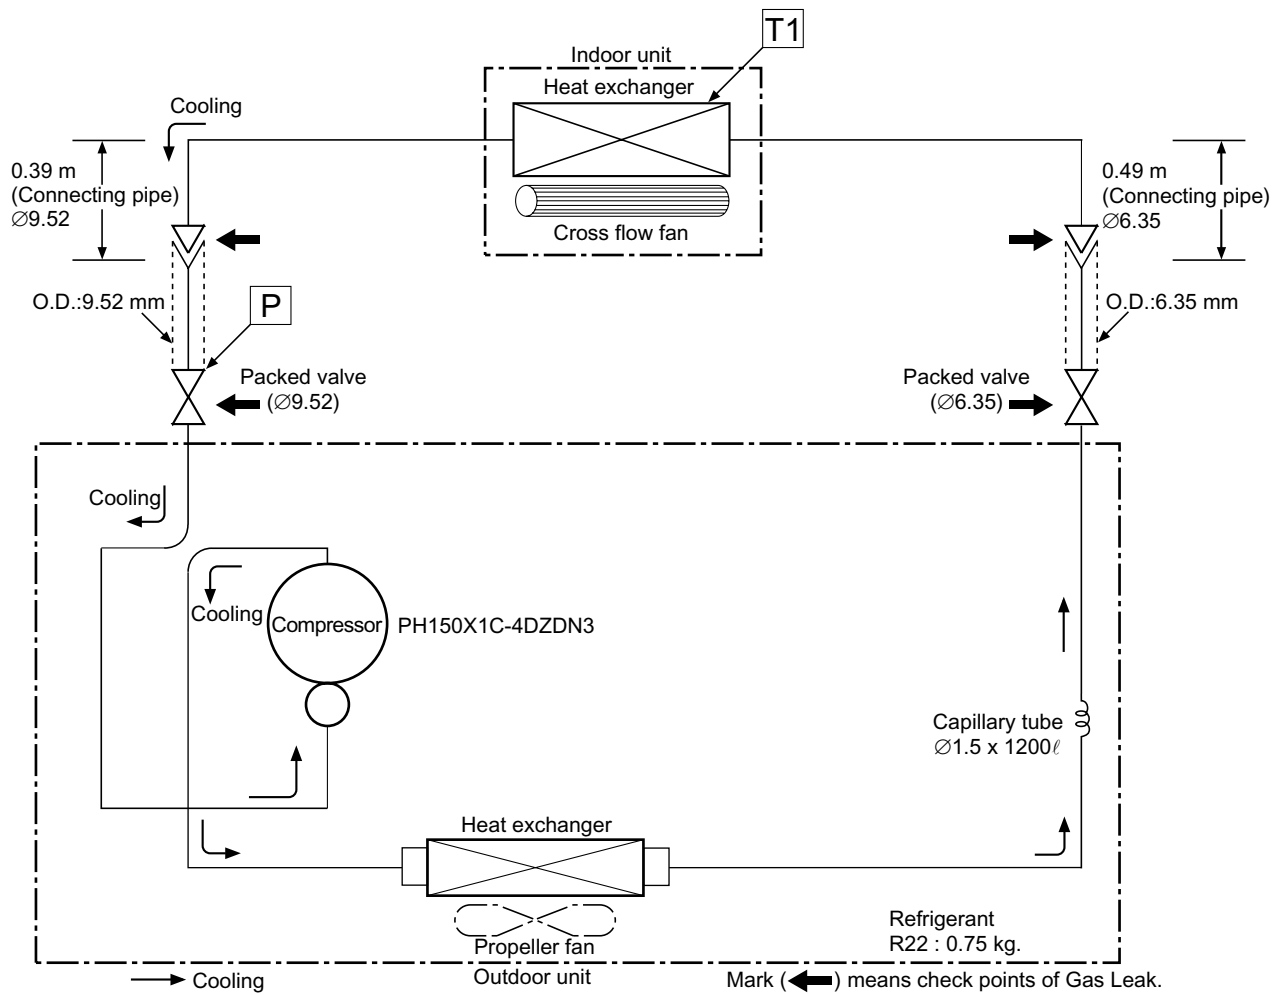 T1
Indoor unit
Heat exchanger
Cooling
0.39 m
(Connecting pipe)
∅9.52
0.49 m
(Connecting pipe)
∅6.35
Cross flow fan
O.D.:9.52 mm
P
O.D.:6.35 mm
Packed valve
(∅9.52)
Packed valve
(∅6.35)
Cooling
Cooling
Compressor
PH150X1C-4DZDN3
Capillary tube
∅1.5 x 1200ℓ
Heat exchanger
Propeller fan
Refrigerant
R22 : 0.75 kg.
Cooling
Outdoor unit
Mark ( ) means check points of Gas Leak.